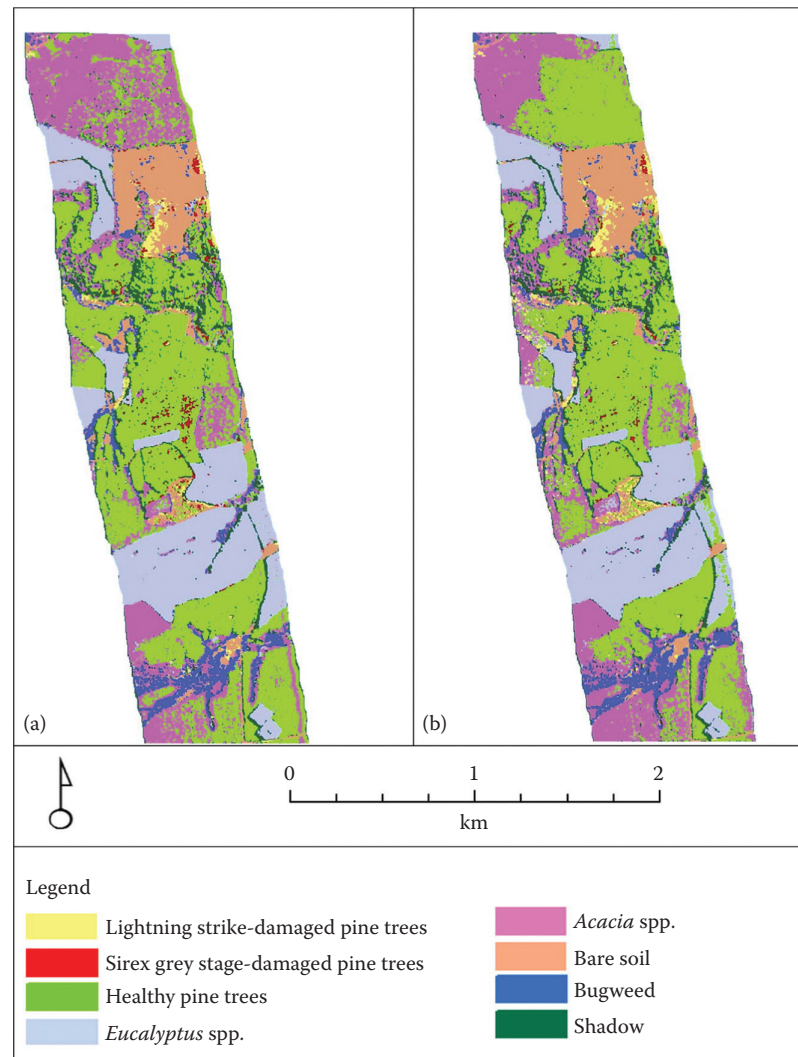 (a)
(b)
0 1 2
km
Legend
Lightning strike-damaged pine trees
Sirex grey stage-damaged pine trees
Healthy pine trees
Eucalyptus spp.
Acacia spp.
Bare soil
Bugweed
Shadow